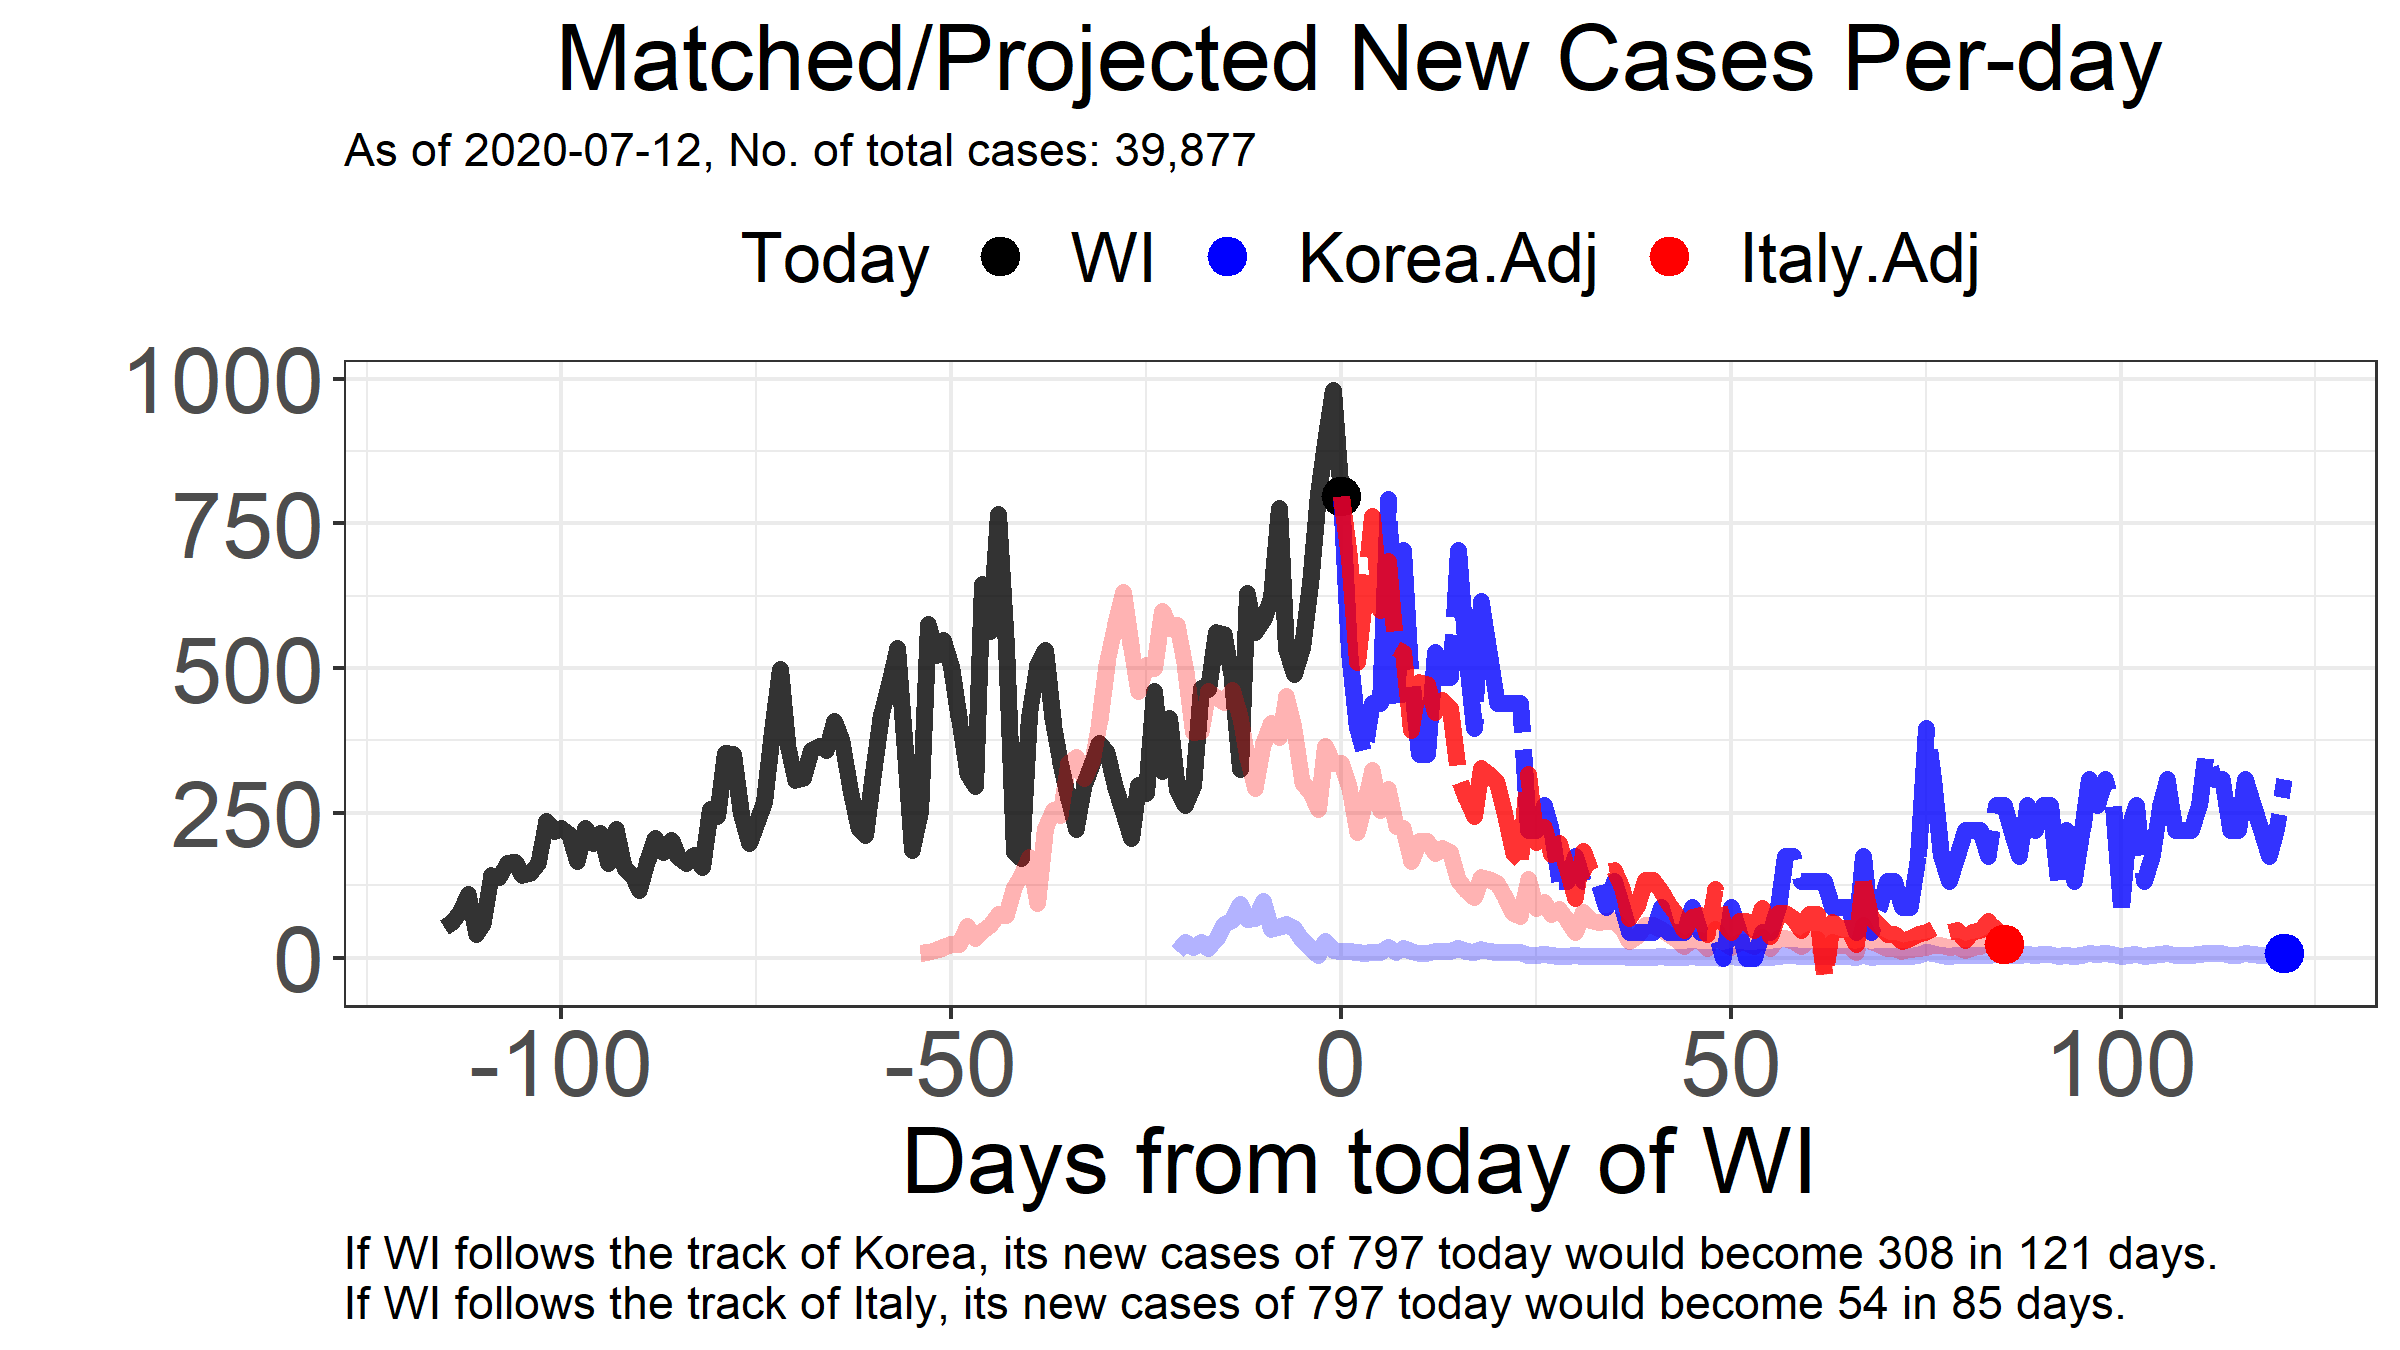 Matched/Projected New Cases Per-day
As of 2020-07-12, No. of total cases: 39,877
Today WI Korea.Adj Italy.Adj
1000
750
500
250
0
-100 -50 0 50 100
Days from today of WI
If WI follows the track of Korea, its new cases of 797 today would become 308 in 121 days.
If WI follows the track of Italy, its new cases of 797 today would become 54 in 85 days.